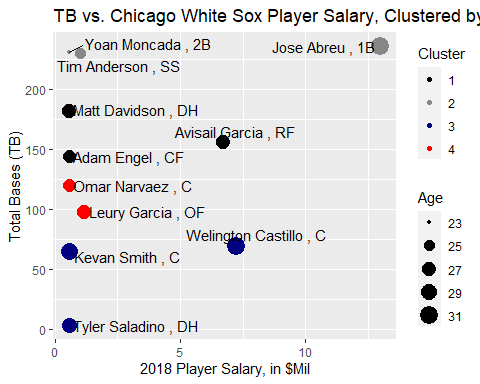 TB vs. Chicago White Sox Player Salary, Clustered by
Yoan Moncada , 2B
Jose Abreu , 1B
Tim Anderson , SS
Matt Davidson , DH
Avisail Garcia , RF
Adam Engel , CF
Omar Narvaez , C
Leury Garcia , OF
Welington Castillo , C
Kevan Smith , C
Tyler Saladino , DH
Total Bases (TB)
200
150
100
50
0
0
5
10
2018 Player Salary, in $Mil
Cluster
1
2
3
4
Age
23
25
27
29
31